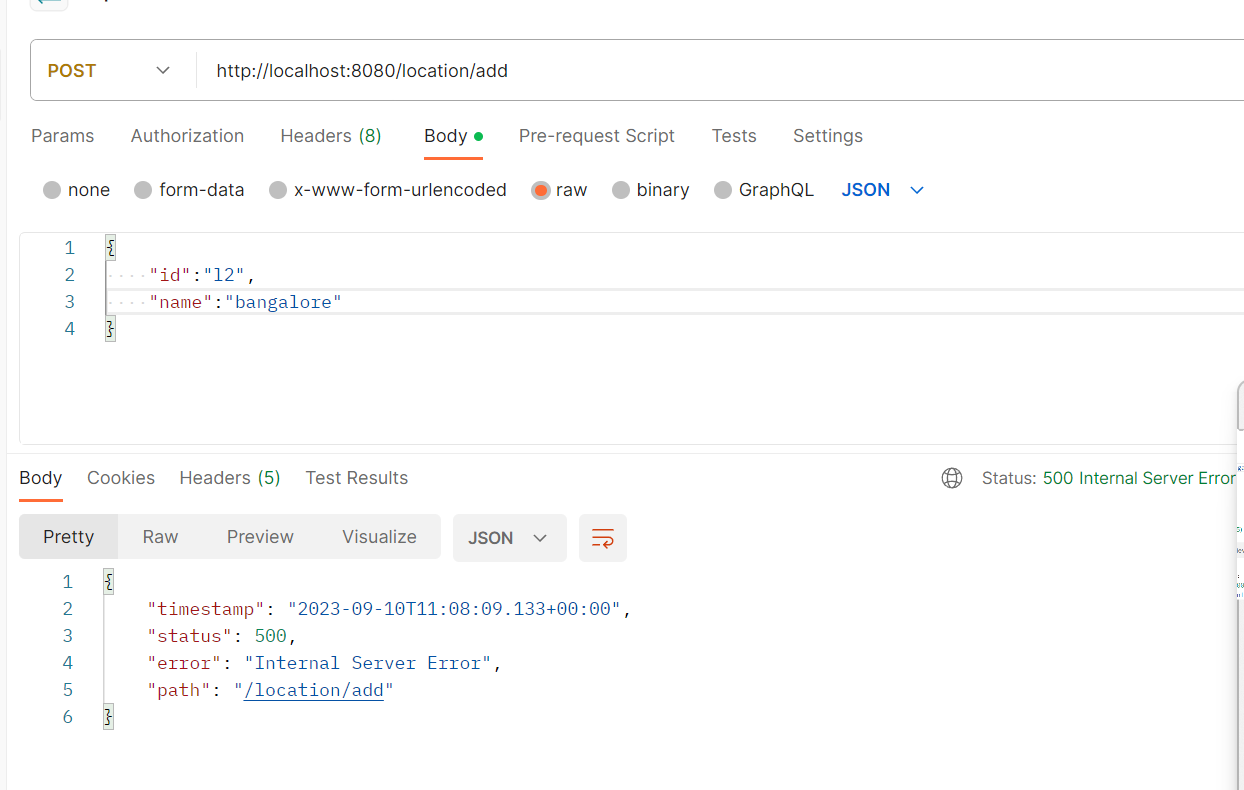 POST http://localhost:8080/location/add
Params Authorization Headers (8) Body Pre-request Script Tests Settings
none form-data x-www-form-urlencoded raw binary GraphQL JSON
1 {
2 "id":"l2",
3 "name":"bangalore"
4 }
Body Cookies Headers (5) Test Results Status: 500 Internal Server Error
Pretty Raw Preview Visualize JSON
1 {
2 "timestamp": "2023-09-10T11:08:09.133+00:00",
3 "status": 500,
4 "error": "Internal Server Error",
5 "path": "/location/add"
6 }